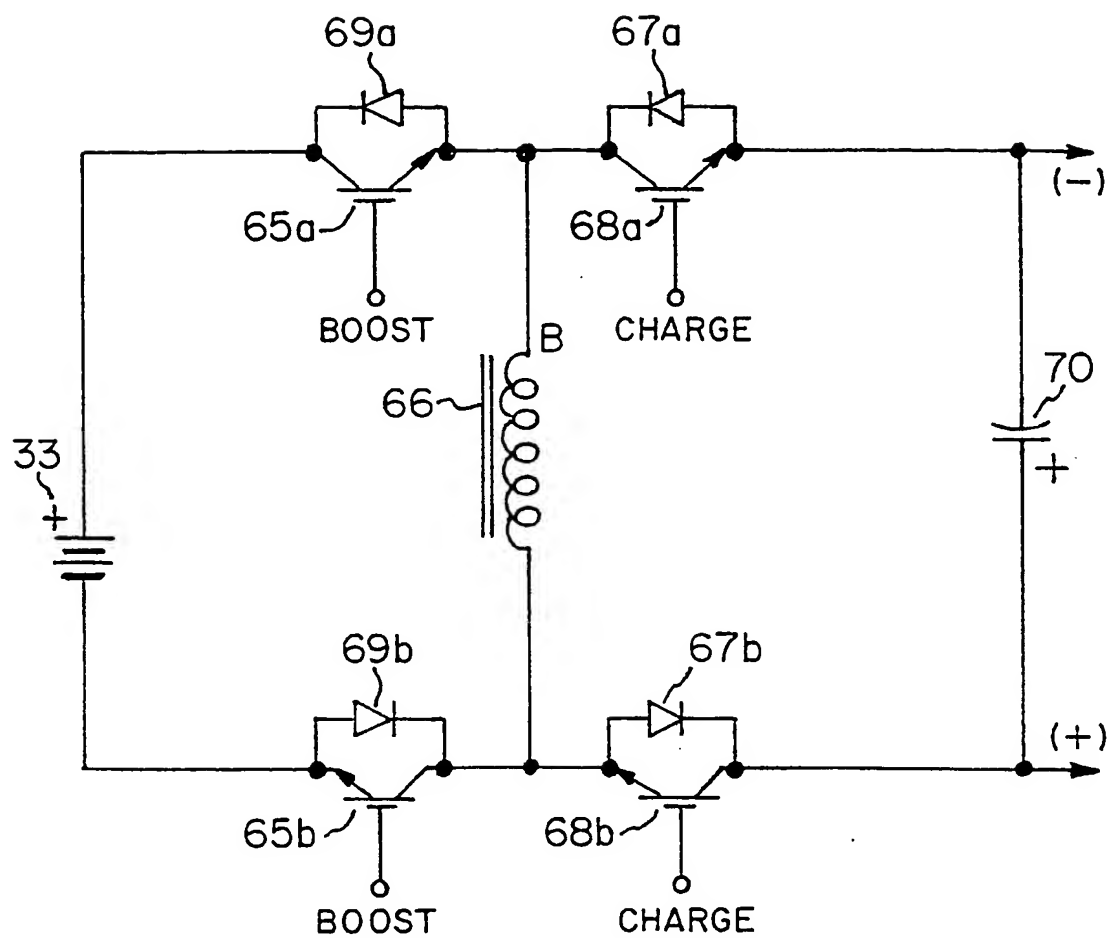 69a
67a
(-)
65a
68a
BOOST
CHARGE
B
66
70
+
33
+
69b
67b
(+)
65b
68b
BOOST
CHARGE